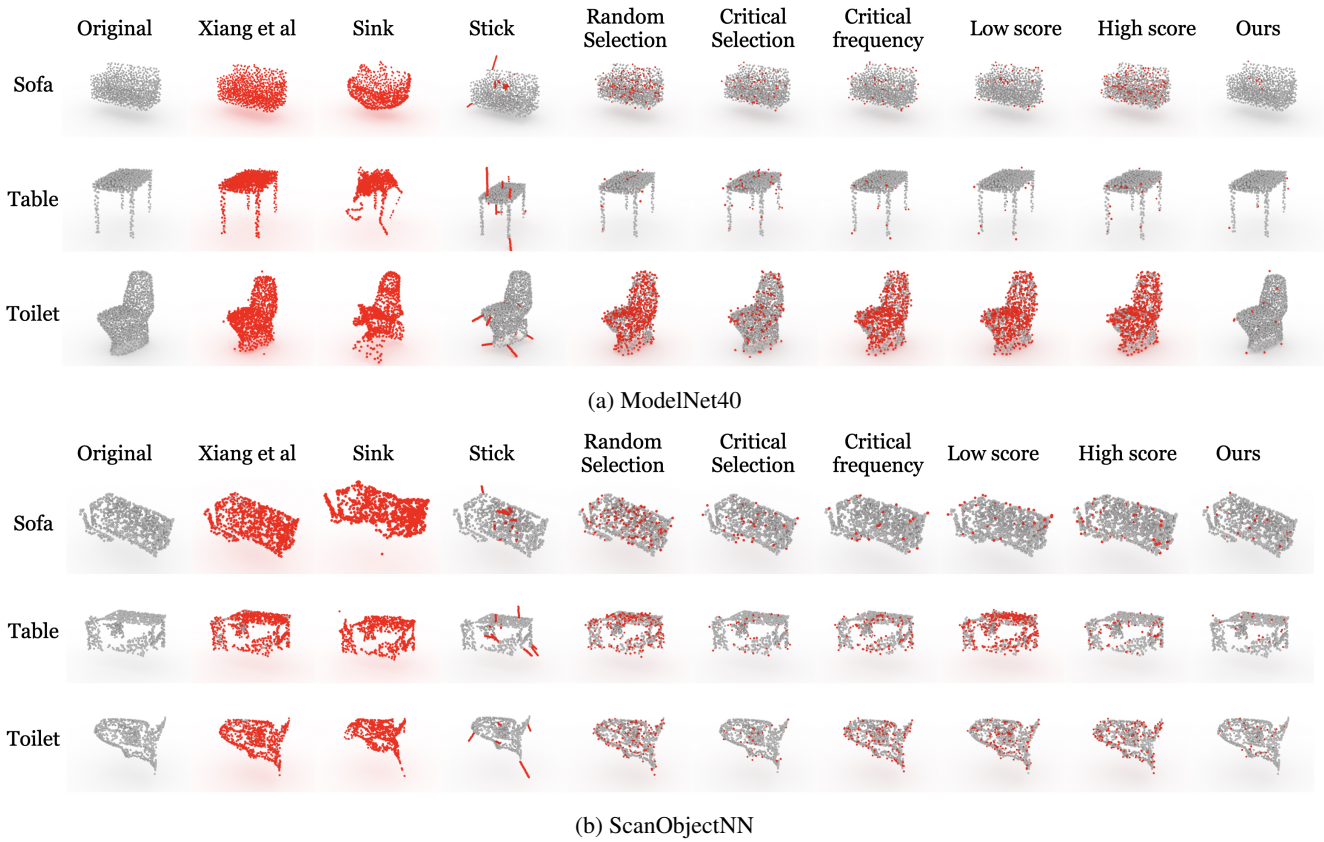 Original Xiang et al Sink Stick Random Selection Critical Selection Critical frequency Low score High score Ours
Sofa
Table
Toilet
(a) ModelNet40
Original Xiang et al Sink Stick Random Selection Critical Selection Critical frequency Low score High score Ours
Sofa
Table
Toilet
(b) ScanObjectNN